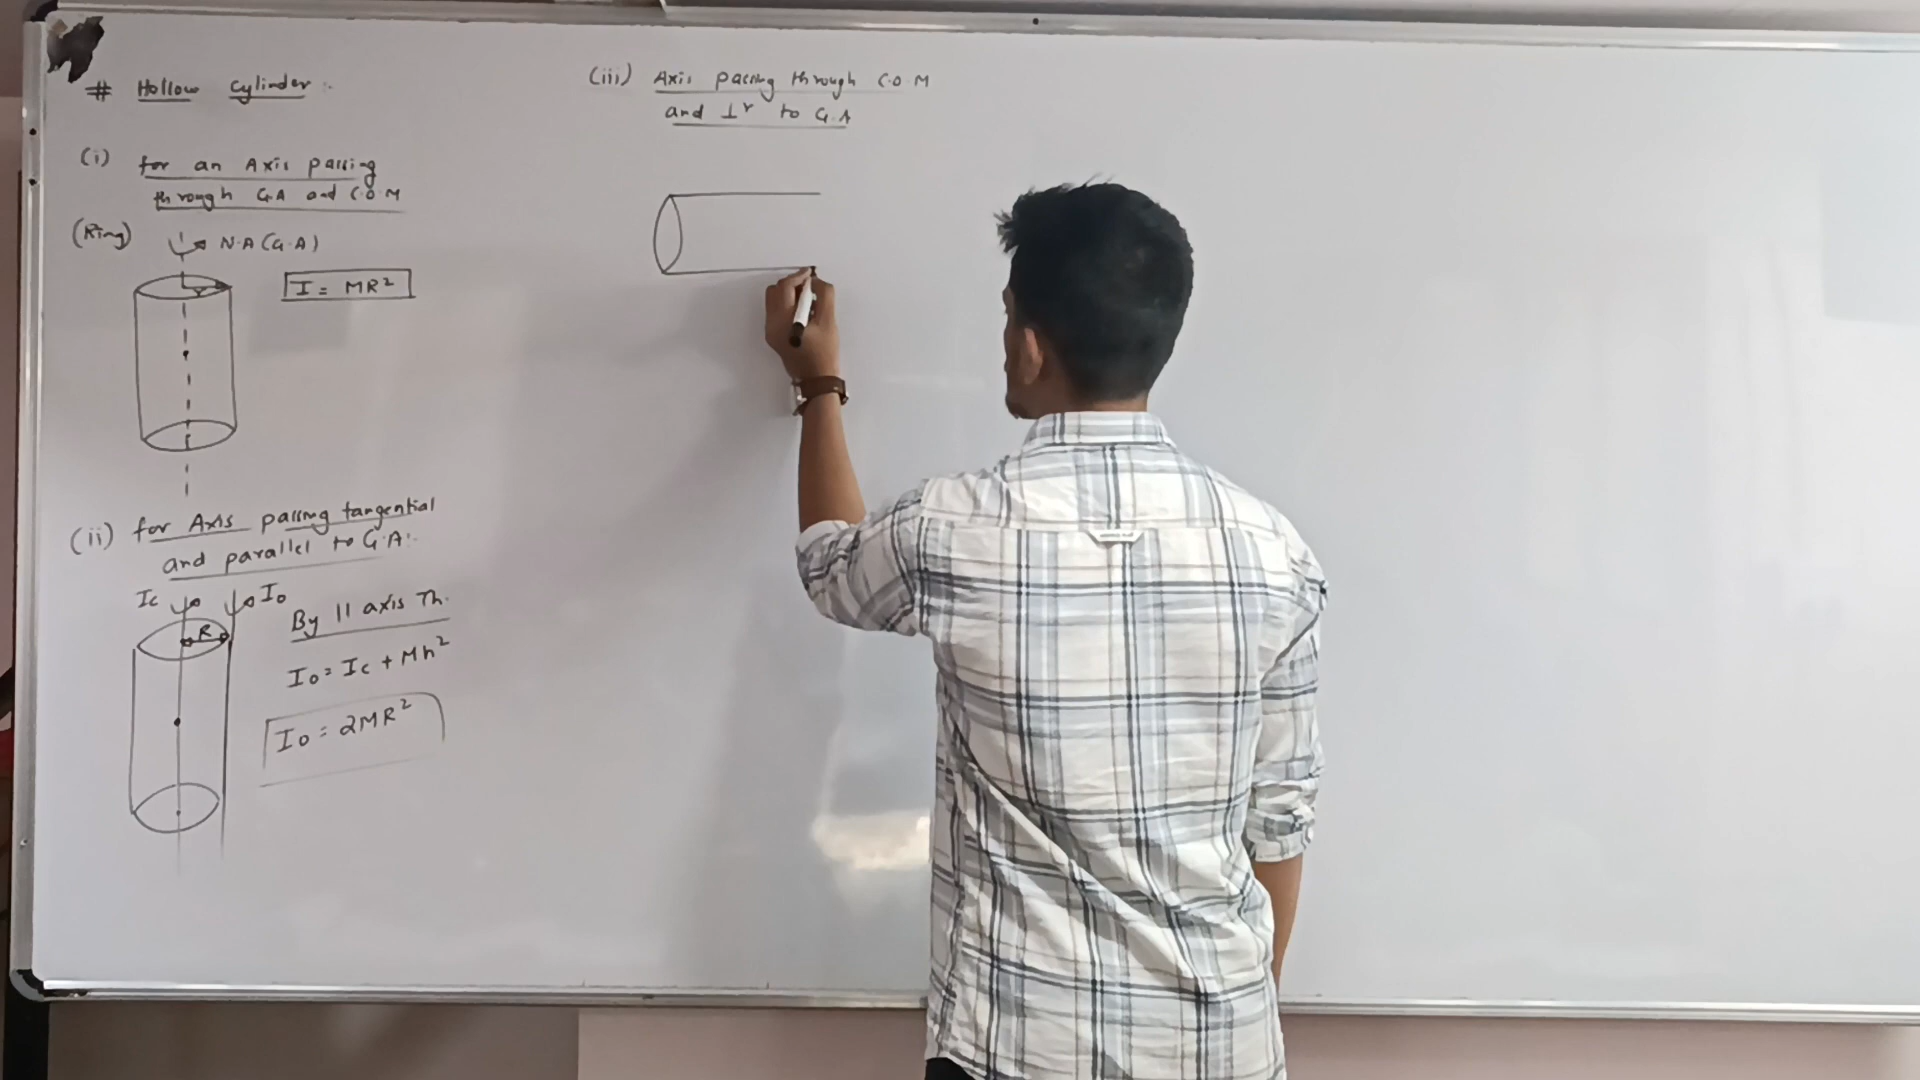 # Hollow cylinder :-
(i) for an Axis passing
through G.A and C.O.M
(Ring)
N.A (G.A)
I = MR²
(ii) for Axis passing tangential
and parallel to G.A:-
Ic
Io
R
By || axis Th.
Io = Ic + Mh²
Io = 2MR²
(iii) Axis passing through C.O.M
and ⊥r to G.A